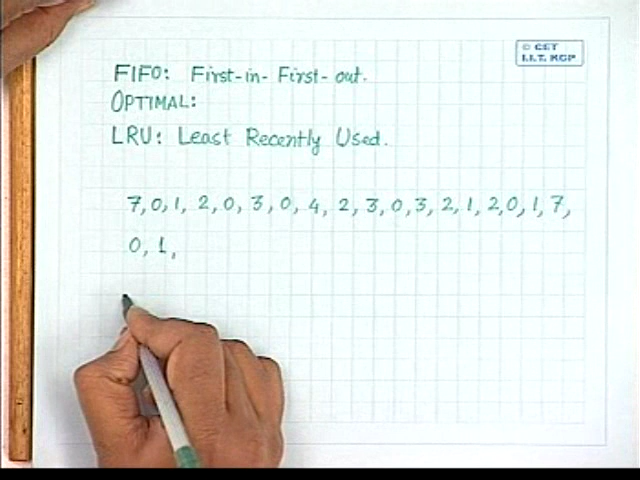 © CET
I.I.T. KGP
FIFO: First-in-First-out.
OPTIMAL:
LRU: Least Recently Used.
7, 0, 1, 2, 0, 3, 0, 4, 2, 3, 0, 3, 2, 1, 2, 0, 1, 7,
0, 1,